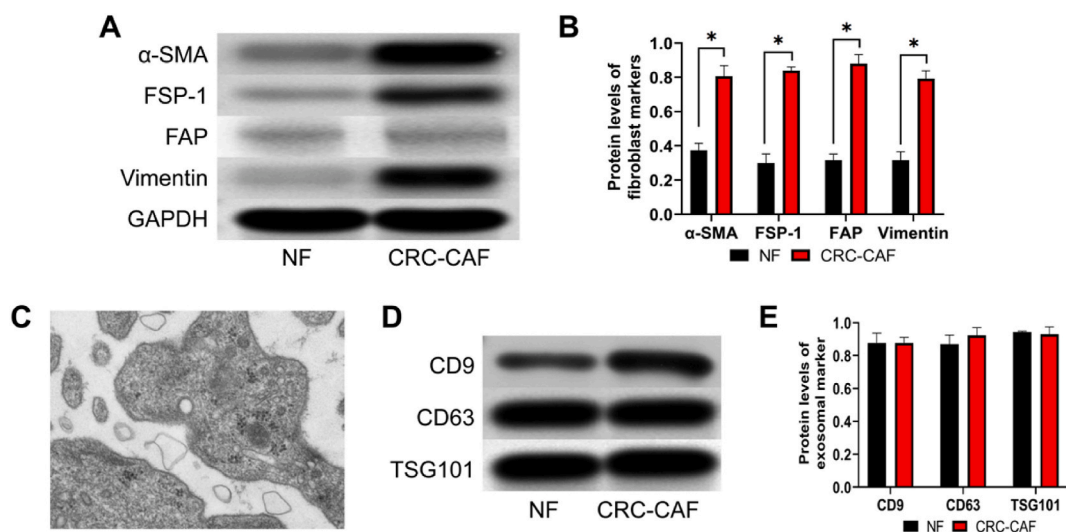 A
α-SMA
FSP-1
FAP
Vimentin
GAPDH
NF CRC-CAF
B
Protein levels of
fibroblast markers
1.0
0.8
0.6
0.4
0.2
0.0
* * * *
α-SMA FSP-1 FAP Vimentin
NF CRC-CAF
C
D
CD9
CD63
TSG101
NF CRC-CAF
E
Protein levels of
exosomal marker
1.0
0.8
0.6
0.4
0.2
0.0
CD9 CD63 TSG101
NF CRC-CAF